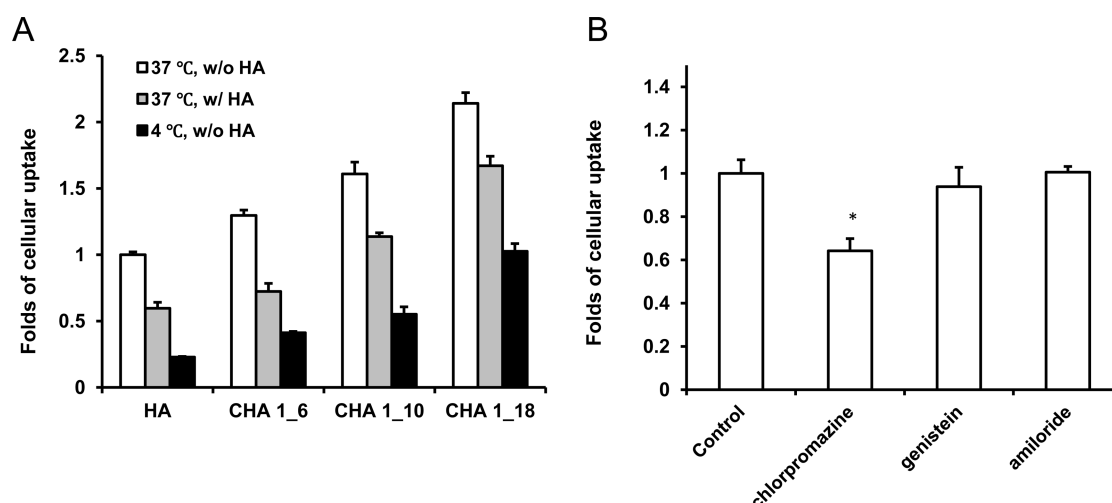 A
Folds of cellular uptake
2.5
2
1.5
1
0.5
0
37 ℃, w/o HA
37 ℃, w/ HA
4 ℃, w/o HA
HA
CHA 1_6
CHA 1_10
CHA 1_18
B
Folds of cellular uptake
1.4
1.2
1
0.8
0.6
0.4
0.2
0
*
Control
chlorpromazine
genistein
amiloride